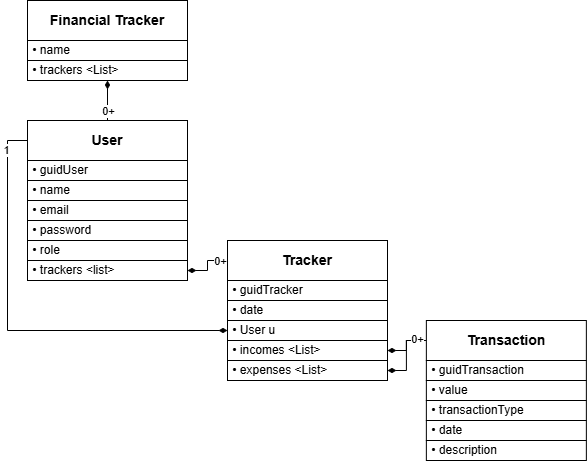 Financial Tracker
• name
• trackers <List>
0+
User
1
• guidUser
• name
• email
• password
• role
• trackers <list>
0+
Tracker
• guidTracker
• date
• User u
• incomes <List>
• expenses <List>
0+
Transaction
• guidTransaction
• value
• transactionType
• date
• description